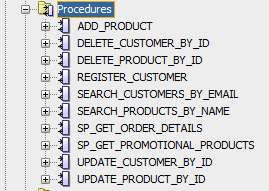 Procedures
ADD_PRODUCT
DELETE_CUSTOMER_BY_ID
DELETE_PRODUCT_BY_ID
REGISTER_CUSTOMER
SEARCH_CUSTOMERS_BY_EMAIL
SEARCH_PRODUCTS_BY_NAME
SP_GET_ORDER_DETAILS
SP_GET_PROMOTIONAL_PRODUCTS
UPDATE_CUSTOMER_BY_ID
UPDATE_PRODUCT_BY_ID